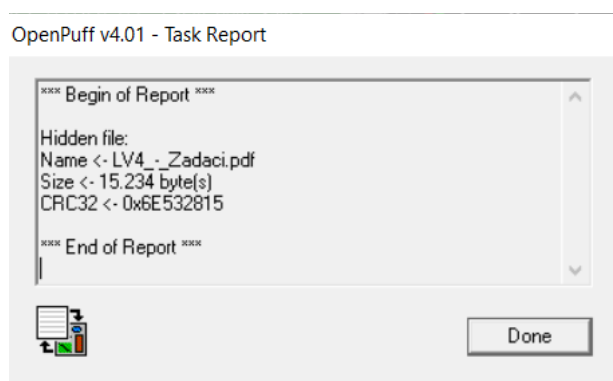 OpenPuff v4.01 - Task Report
*** Begin of Report ***
Hidden file:
Name <- LV4_-_Zadaci.pdf
Size <- 15.234 byte(s)
CRC32 <- 0x6E532815
*** End of Report ***
Done